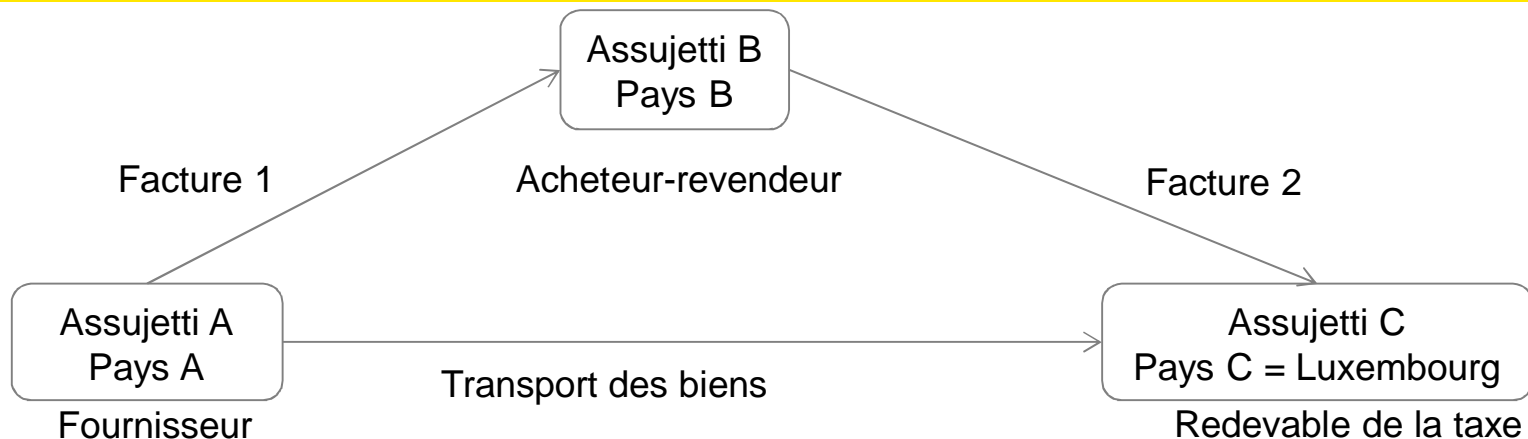 Assujetti B
Pays B
Facture 1
Acheteur-revendeur
Facture 2
Assujetti A
Pays A
Transport des biens
Assujetti C
Pays C = Luxembourg
Fournisseur
Redevable de la taxe